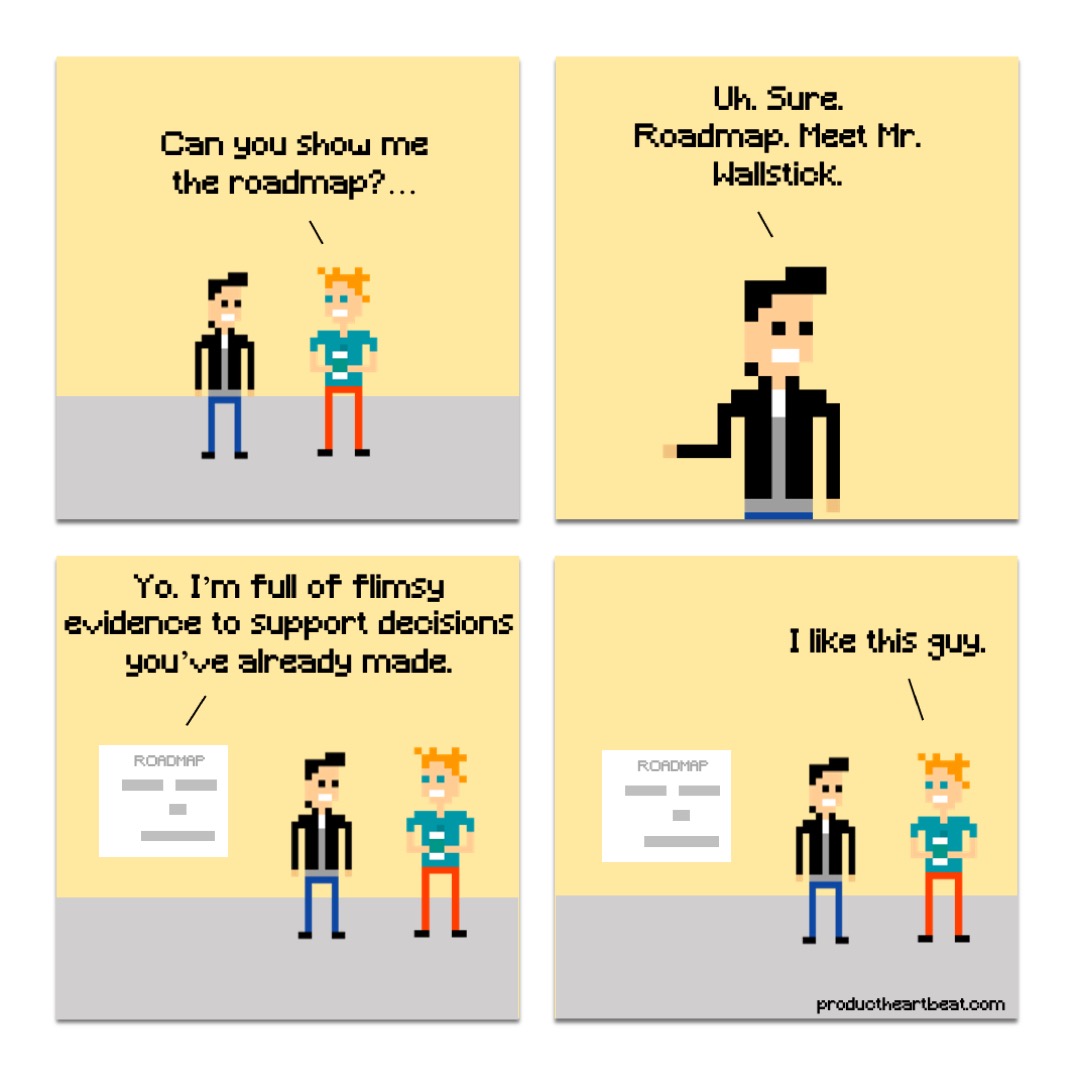 Can you show me
the roadmap?...
Uh. Sure.
Roadmap. Meet Mr.
Wallstick.
Yo. I'm full of flimsy
evidence to support decisions
you've already made.
ROADMAP
I like this guy.
ROADMAP
productheartbeat.com